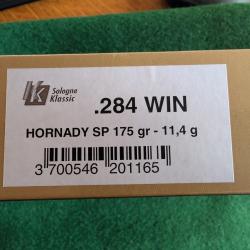 Sologne
Klassic
.284 WIN
HORNADY SP 175 gr - 11,4 g
3 700546 201165